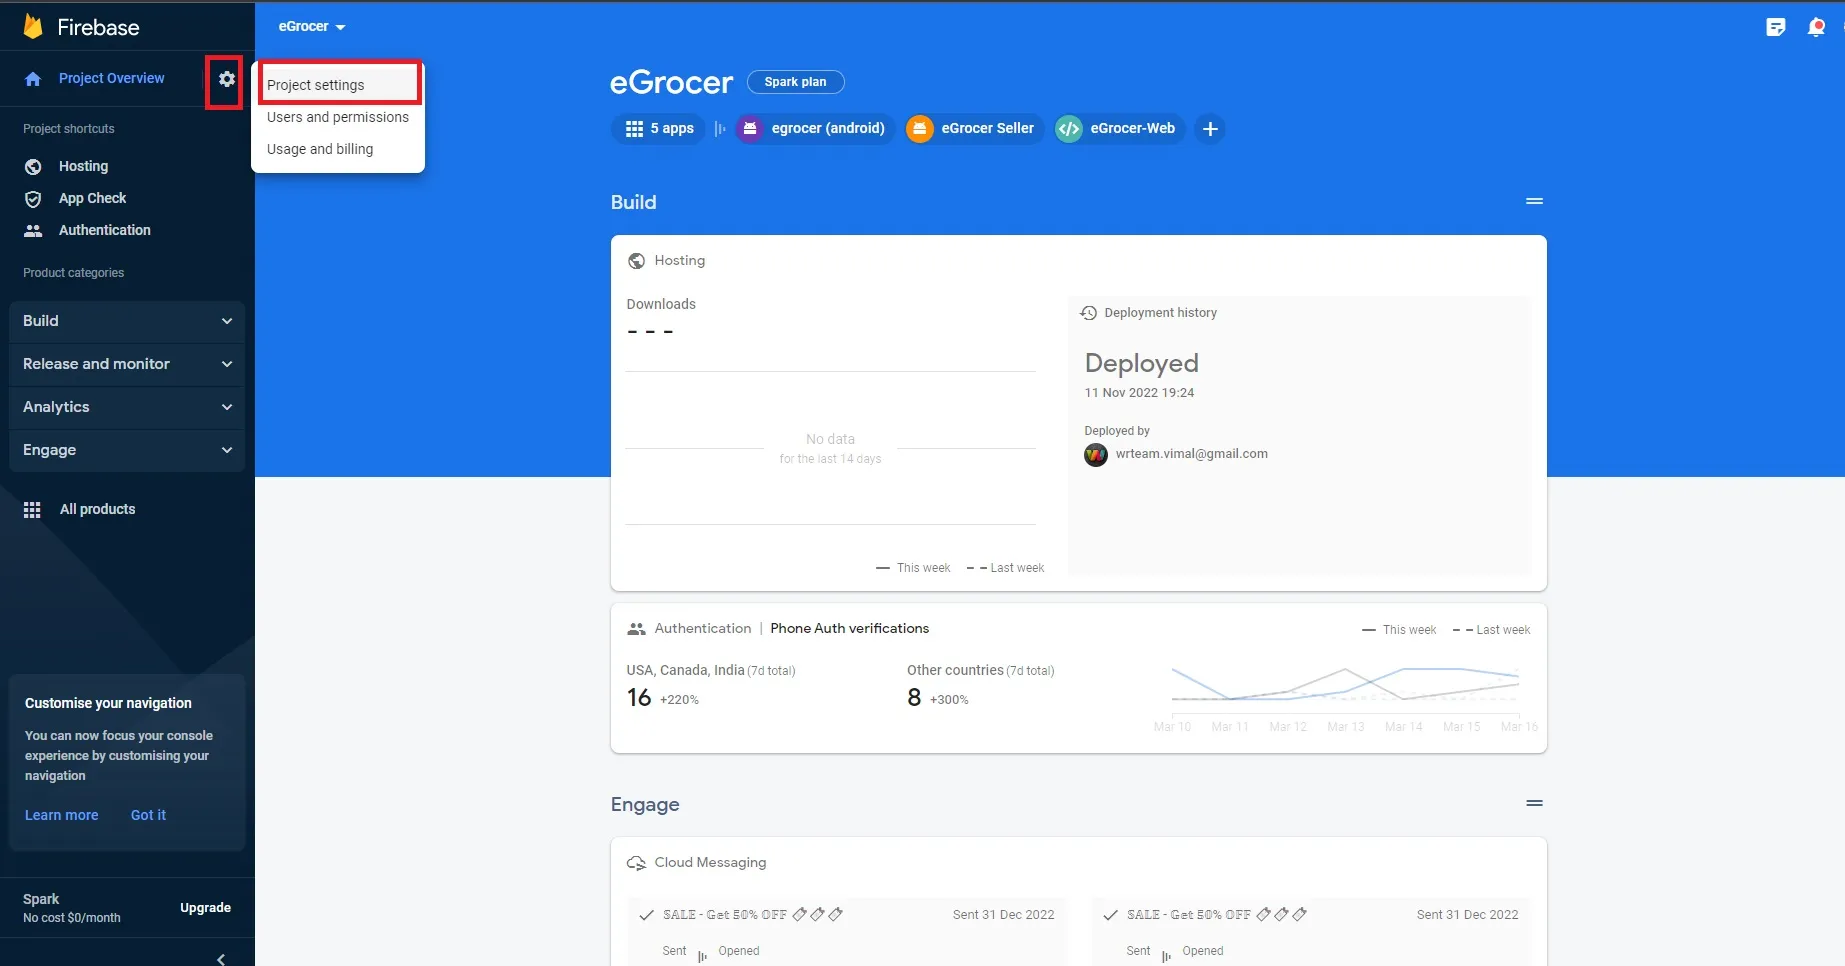 Firebase
eGrocer
Project Overview
Project settings
Users and permissions
Usage and billing
Project shortcuts
Hosting
App Check
Authentication
Product categories
Build
Release and monitor
Analytics
Engage
All products
Customise your navigation
You can now focus your console
experience by customising your
navigation
Learn more Got it
Spark
No cost $0/month
Upgrade
eGrocer Spark plan
5 apps egrocer (android) eGrocer Seller eGrocer-Web
Build
Hosting
Downloads
- - -
No data
for the last 14 days
This week Last week
Deployment history
Deployed
11 Nov 2022 19:24
Deployed by
wrteam.vimal@gmail.com
Authentication | Phone Auth verifications
This week Last week
USA, Canada, India (7d total)
16 +220%
Other countries (7d total)
8 +300%
Mar 10 Mar 11 Mar 12 Mar 13 Mar 14 Mar 15 Mar 16
Engage
Cloud Messaging
SALE - Get 50% OFF Sent 31 Dec 2022
Sent Opened
SALE - Get 50% OFF Sent 31 Dec 2022
Sent Opened